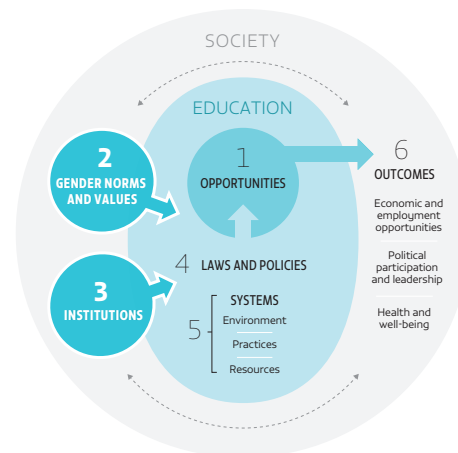 SOCIETY
EDUCATION
1
OPPORTUNITIES
2
GENDER NORMS
AND VALUES
3
INSTITUTIONS
4 LAWS AND POLICIES
5
SYSTEMS
Environment
Practices
Resources
6
OUTCOMES
Economic and
employment
opportunities
Political
participation
and leadership
Health and
well-being